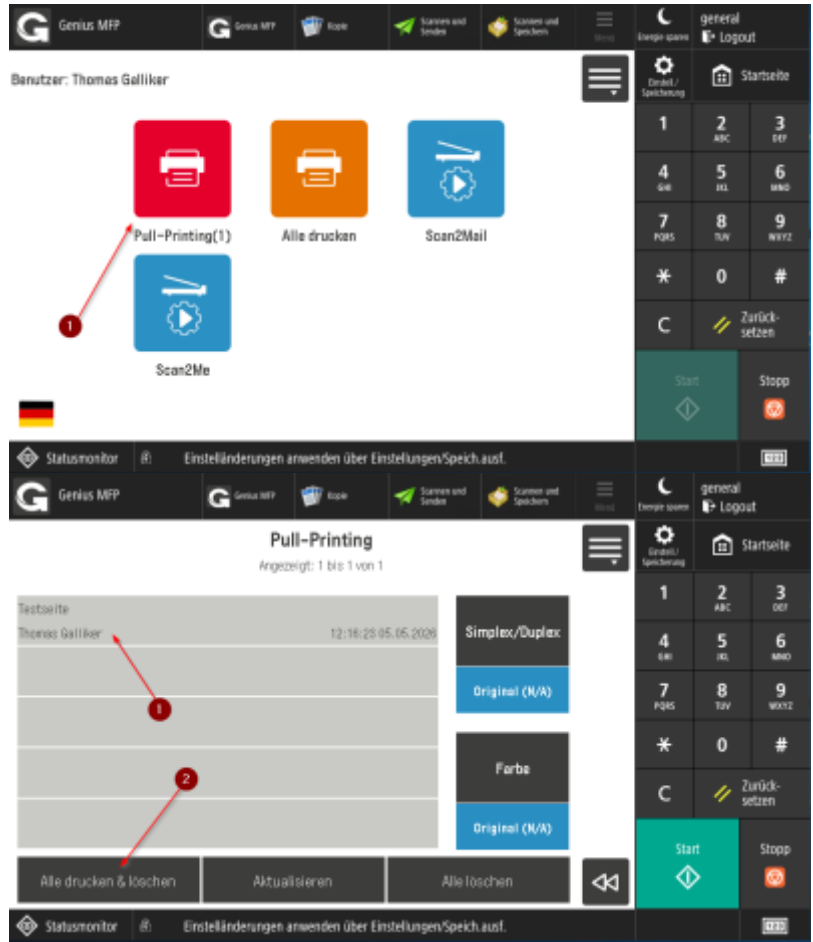 Genius MFP
G Genius MFP
Kopie
Scannen und
Senden
Scannen und
Speichern
Menü
Energie sparen
general
Logout
Benutzer: Thomas Galliker
Einstell./
Speicherung
Startseite
Pull-Printing(1)
Alle drucken
Scan2Mail
1
Scan2Me
1
2
ABC
3
DEF
4
GHI
5
JKL
6
MNO
7
PQRS
8
TUV
9
WXYZ
*
0
#
C
Zurück-
setzen
Start
Stopp
Statusmonitor
Einstelländerungen anwenden über Einstellungen/Speich.ausf.
Genius MFP
G Genius MFP
Kopie
Scannen und
Senden
Scannen und
Speichern
Menü
Energie sparen
general
Logout
Pull-Printing
Angezeigt: 1 bis 1 von 1
Einstell./
Speicherung
Startseite
Testseite
Thomas Galliker 12:16:23 05.05.2026
1
2
Simplex/Duplex
Original (N/A)
Farbe
Original (N/A)
1
2
ABC
3
DEF
4
GHI
5
JKL
6
MNO
7
PQRS
8
TUV
9
WXYZ
*
0
#
C
Zurück-
setzen
Start
Stopp
Alle drucken & löschen
Aktualisieren
Alle löschen
Statusmonitor
Einstelländerungen anwenden über Einstellungen/Speich.ausf.